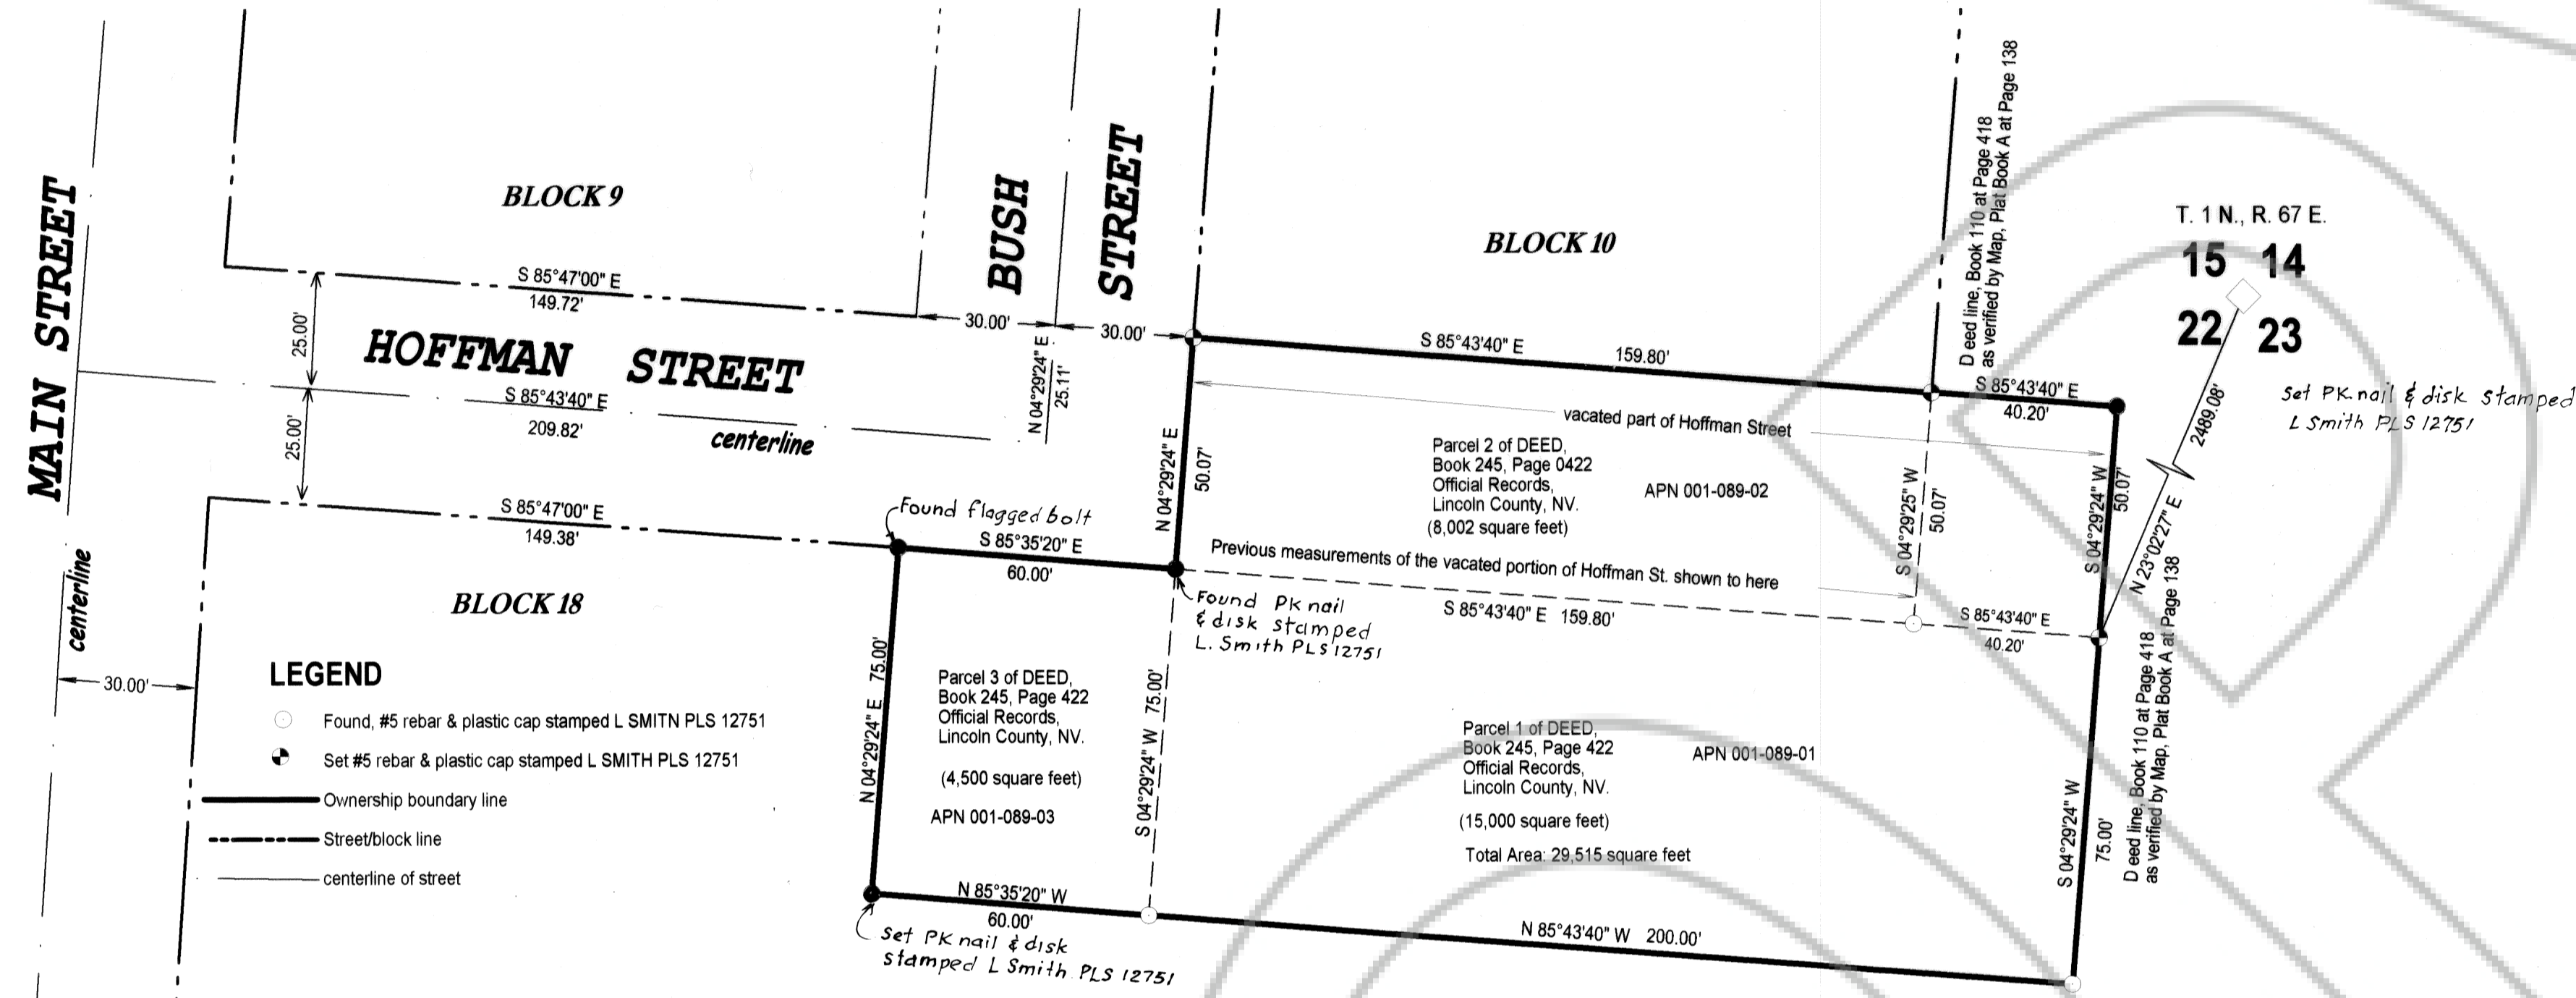 MAIN STREET
centerline
30.00'
BLOCK 9
S 85°47'00" E
149.72'
25.00'
25.00'
HOFFMAN STREET
S 85°43'40" E
209.82'
centerline
S 85°47'00" E
149.38'
BLOCK 18
BUSH
STREET
30.00'
30.00'
N 04°29'24" E
25.11'
BLOCK 10
S 85°43'40" E
159.80'
S 85°43'40" E
40.20'
vacated part of Hoffman Street
Parcel 2 of DEED,
Book 245, Page 0422
Official Records,
Lincoln County, NV.
(8,002 square feet)
APN 001-089-02
N 04°29'24" E
50.07'
S 04°29'25" W
50.07'
S 04°29'24" W
50.07'
Previous measurements of the vacated portion of Hoffman St. shown to here
S 85°43'40" E 159.80'
S 85°43'40" E
40.20'
D eed line, Book 110 at Page 418
as verified by Map, Plat Book A at Page 138
T. 1 N., R. 67 E.
15 14
22 23
Set PK nail & disk stamped
L Smith PLS 12751
2489.08'
N 23°02'27" E
Found flagged bolt
S 85°35'20" E
60.00'
Found PK nail
& disk stamped
L. Smith PLS 12751
N 04°29'24" E 75.00'
Parcel 3 of DEED,
Book 245, Page 422
Official Records,
Lincoln County, NV.
(4,500 square feet)
APN 001-089-03
S 04°29'24" W 75.00'
Parcel 1 of DEED,
Book 245, Page 422
Official Records,
Lincoln County, NV.
(15,000 square feet)
APN 001-089-01
Total Area: 29,515 square feet
S 04°29'24" W
75.00'
D eed line, Book 110 at Page 418
as verified by Map, Plat Book A at Page 138
N 85°35'20" W
60.00'
N 85°43'40" W 200.00'
Set PK nail & disk
stamped L Smith PLS 12751
LEGEND
Found, #5 rebar & plastic cap stamped L SMITN PLS 12751
Set #5 rebar & plastic cap stamped L SMITH PLS 12751
Ownership boundary line
Street/block line
centerline of street